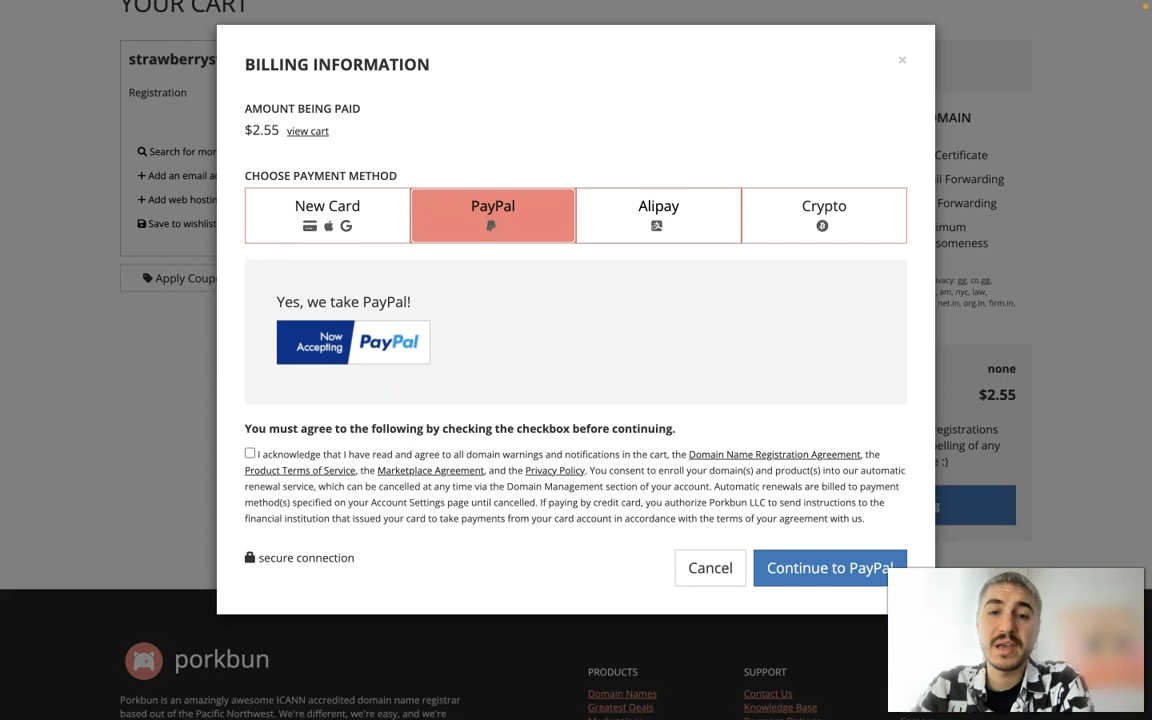 YOUR CART
BILLING INFORMATION
×
AMOUNT BEING PAID
$2.55 view cart
CHOOSE PAYMENT METHOD
New Card
PayPal
Alipay
Crypto
Yes, we take PayPal!
Now
Accepting
PayPal
You must agree to the following by checking the checkbox before continuing.
I acknowledge that I have read and agree to all domain warnings and notifications in the cart, the Domain Name Registration Agreement, the
Product Terms of Service, the Marketplace Agreement, and the Privacy Policy. You consent to enroll your domain(s) and product(s) into our automatic
renewal service, which can be cancelled at any time via the Domain Management section of your account. Automatic renewals are billed to payment
method(s) specified on your Account Settings page until cancelled. If paying by credit card, you authorize Porkbun LLC to send instructions to the
financial institution that issued your card to take payments from your card account in accordance with the terms of your agreement with us.
secure connection
Cancel
Continue to PayPal
Registration
Search for
Add an email
Add web
Save to wishlist
Apply
Certificate
Forwarding
Forwarding
am, nyc, law,
net.in, org.in, firm.in,
none
$2.55
of any
:)
porkbun
Porkbun is an amazingly awesome ICANN accredited domain name registrar
based out of the Pacific Northwest. We're different, we're easy, and we're
PRODUCTS
Domain Names
Greatest Deals
SUPPORT
Contact Us
Knowledge Base